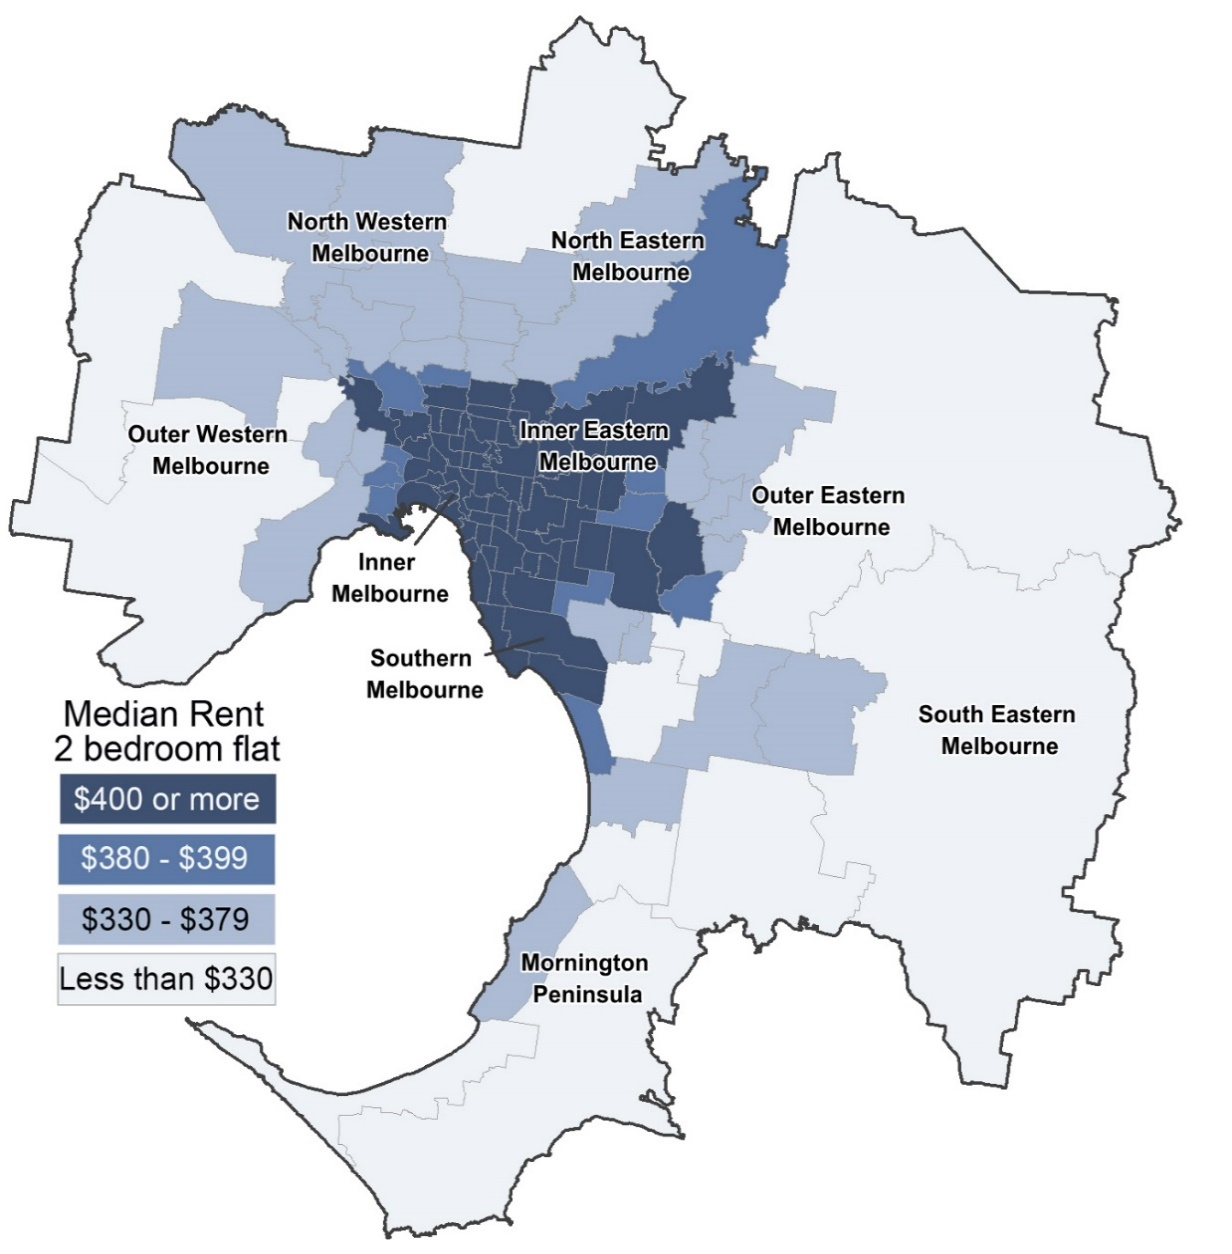 North Western
Melbourne
North Eastern
Melbourne
Outer Western
Melbourne
Inner Eastern
Melbourne
Outer Eastern
Melbourne
Inner
Melbourne
Southern
Melbourne
South Eastern
Melbourne
Median Rent
2 bedroom flat
$400 or more
$380 - $399
$330 - $379
Less than $330
Mornington
Peninsula